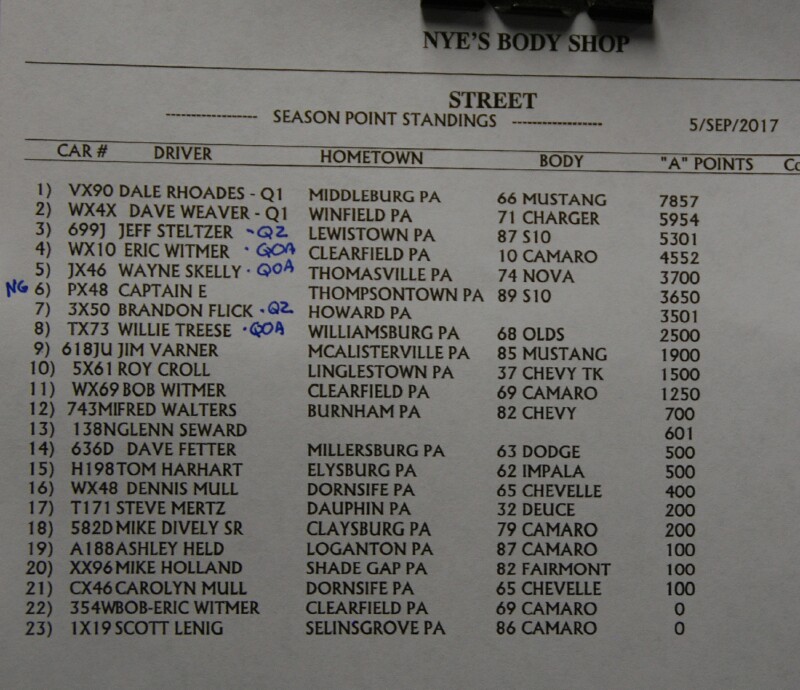 NYE'S BODY SHOP
STREET
------------------ SEASON POINT STANDINGS ------------------
5/SEP/2017
CAR # DRIVER HOMETOWN BODY "A" POINTS Co
1) VX90 DALE RHOADES - Q1 MIDDLEBURG PA 66 MUSTANG 7857
2) WX4X DAVE WEAVER - Q1 WINFIELD PA 71 CHARGER 5954
3) 699J JEFF STELTZER - Q2 LEWISTOWN PA 87 S10 5301
4) WX10 ERIC WITMER - QOA CLEARFIELD PA 10 CAMARO 4552
5) JX46 WAYNE SKELLY - QOA THOMASVILLE PA 74 NOVA 3700
NG 6) PX48 CAPTAIN E THOMPSONTOWN PA 89 S10 3650
7) 3X50 BRANDON FLICK - Q2 HOWARD PA 3501
8) TX73 WILLIE TREESE - QOA WILLIAMSBURG PA 68 OLDS 2500
9) 618JU JIM VARNER MCALISTERVILLE PA 85 MUSTANG 1900
10) 5X61 ROY CROLL LINGLESTOWN PA 37 CHEVY TK 1500
11) WX69 BOB WITMER CLEARFIELD PA 69 CAMARO 1250
12) 743MIFRED WALTERS BURNHAM PA 82 CHEVY 700
13) 138NGLENN SEWARD 601
14) 636D DAVE FETTER MILLERSBURG PA 63 DODGE 500
15) H198TOM HARHART ELYSBURG PA 62 IMPALA 500
16) WX48 DENNIS MULL DORNSIFE PA 65 CHEVELLE 400
17) T171 STEVE MERTZ DAUPHIN PA 32 DEUCE 200
18) 582D MIKE DIVELY SR CLAYSBURG PA 79 CAMARO 200
19) A188ASHLEY HELD LOGANTON PA 87 CAMARO 100
20) XX96MIKE HOLLAND SHADE GAP PA 82 FAIRMONT 100
21) CX46CAROLYN MULL DORNSIFE PA 65 CHEVELLE 100
22) 354WBOB-ERIC WITMER CLEARFIELD PA 69 CAMARO 0
23) 1X19 SCOTT LENIG SELINSGROVE PA 86 CAMARO 0